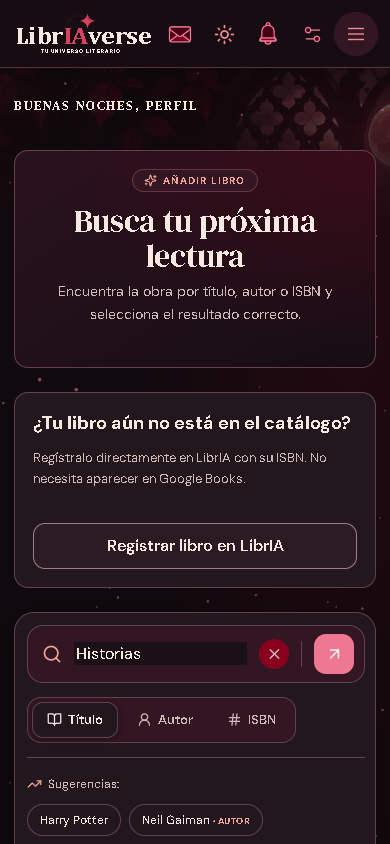 LibrIAverse
TU UNIVERSO LITERARIO
BUENAS NOCHES, PERFIL
AÑADIR LIBRO
Busca tu próxima
lectura
Encuentra la obra por título, autor o ISBN y
selecciona el resultado correcto.
¿Tu libro aún no está en el catálogo?
Regístralo directamente en LibrIA con su ISBN. No
necesita aparecer en Google Books.
Registrar libro en LibrIA
Historias
Título Autor ISBN
Sugerencias:
Harry Potter Neil Gaiman · AUTOR